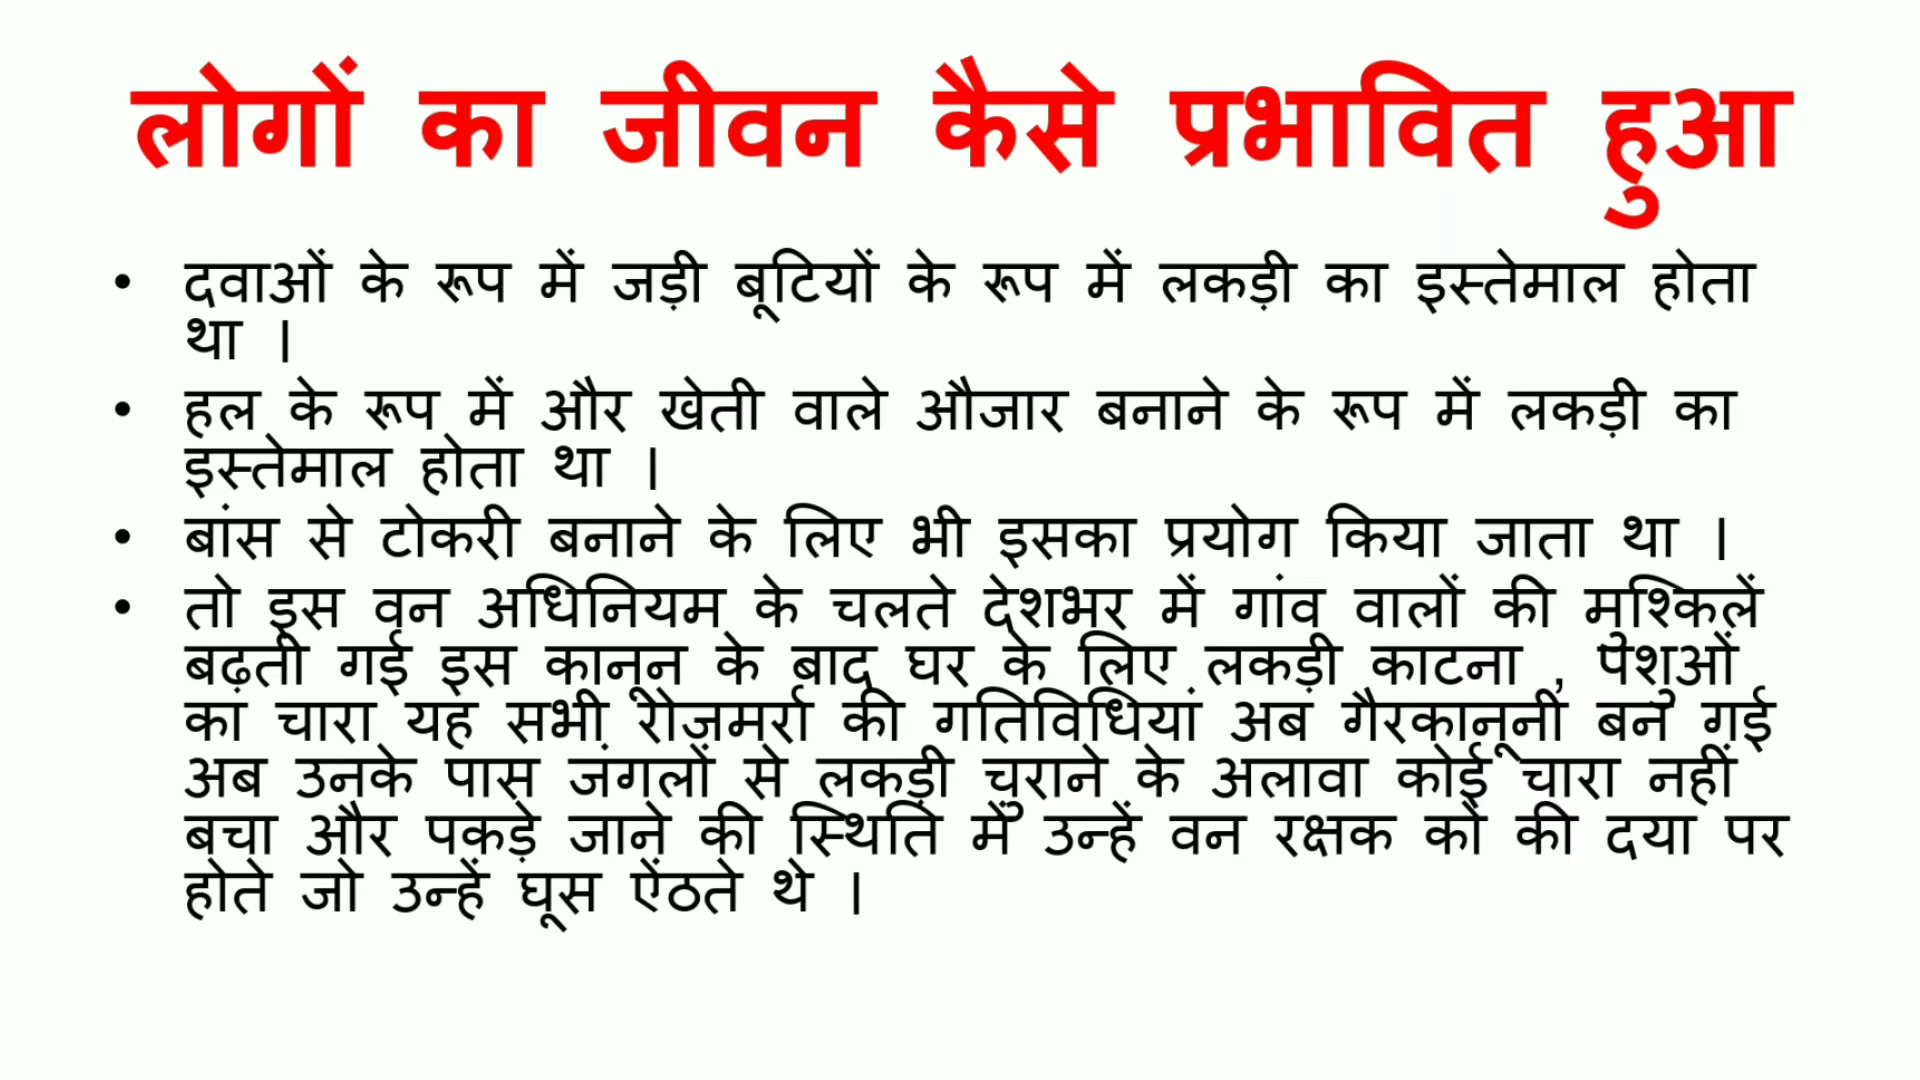 लोगों का जीवन कैसे प्रभावित हुआ
• दवाओं के रूप में जड़ी बूटियों के रूप में लकड़ी का इस्तेमाल होता
था ।
• हल के रूप में और खेती वाले औजार बनाने के रूप में लकड़ी का
इस्तेमाल होता था ।
• बांस से टोकरी बनाने के लिए भी इसका प्रयोग किया जाता था ।
• तो इस वन अधिनियम के चलते देशभर में गांव वालों की मुश्किलें
बढ़ती गई इस कानून के बाद घर के लिए लकड़ी काटना , पशुओं
का चारा यह सभी रोज़मर्रा की गतिविधियां अब गैरकानूनी बन गई
अब उनके पास जंगलों से लकड़ी चुराने के अलावा कोई चारा नहीं
बचा और पकड़े जाने की स्थिति में उन्हें वन रक्षक को की दया पर
होते जो उन्हें घूस ऐंठते थे ।